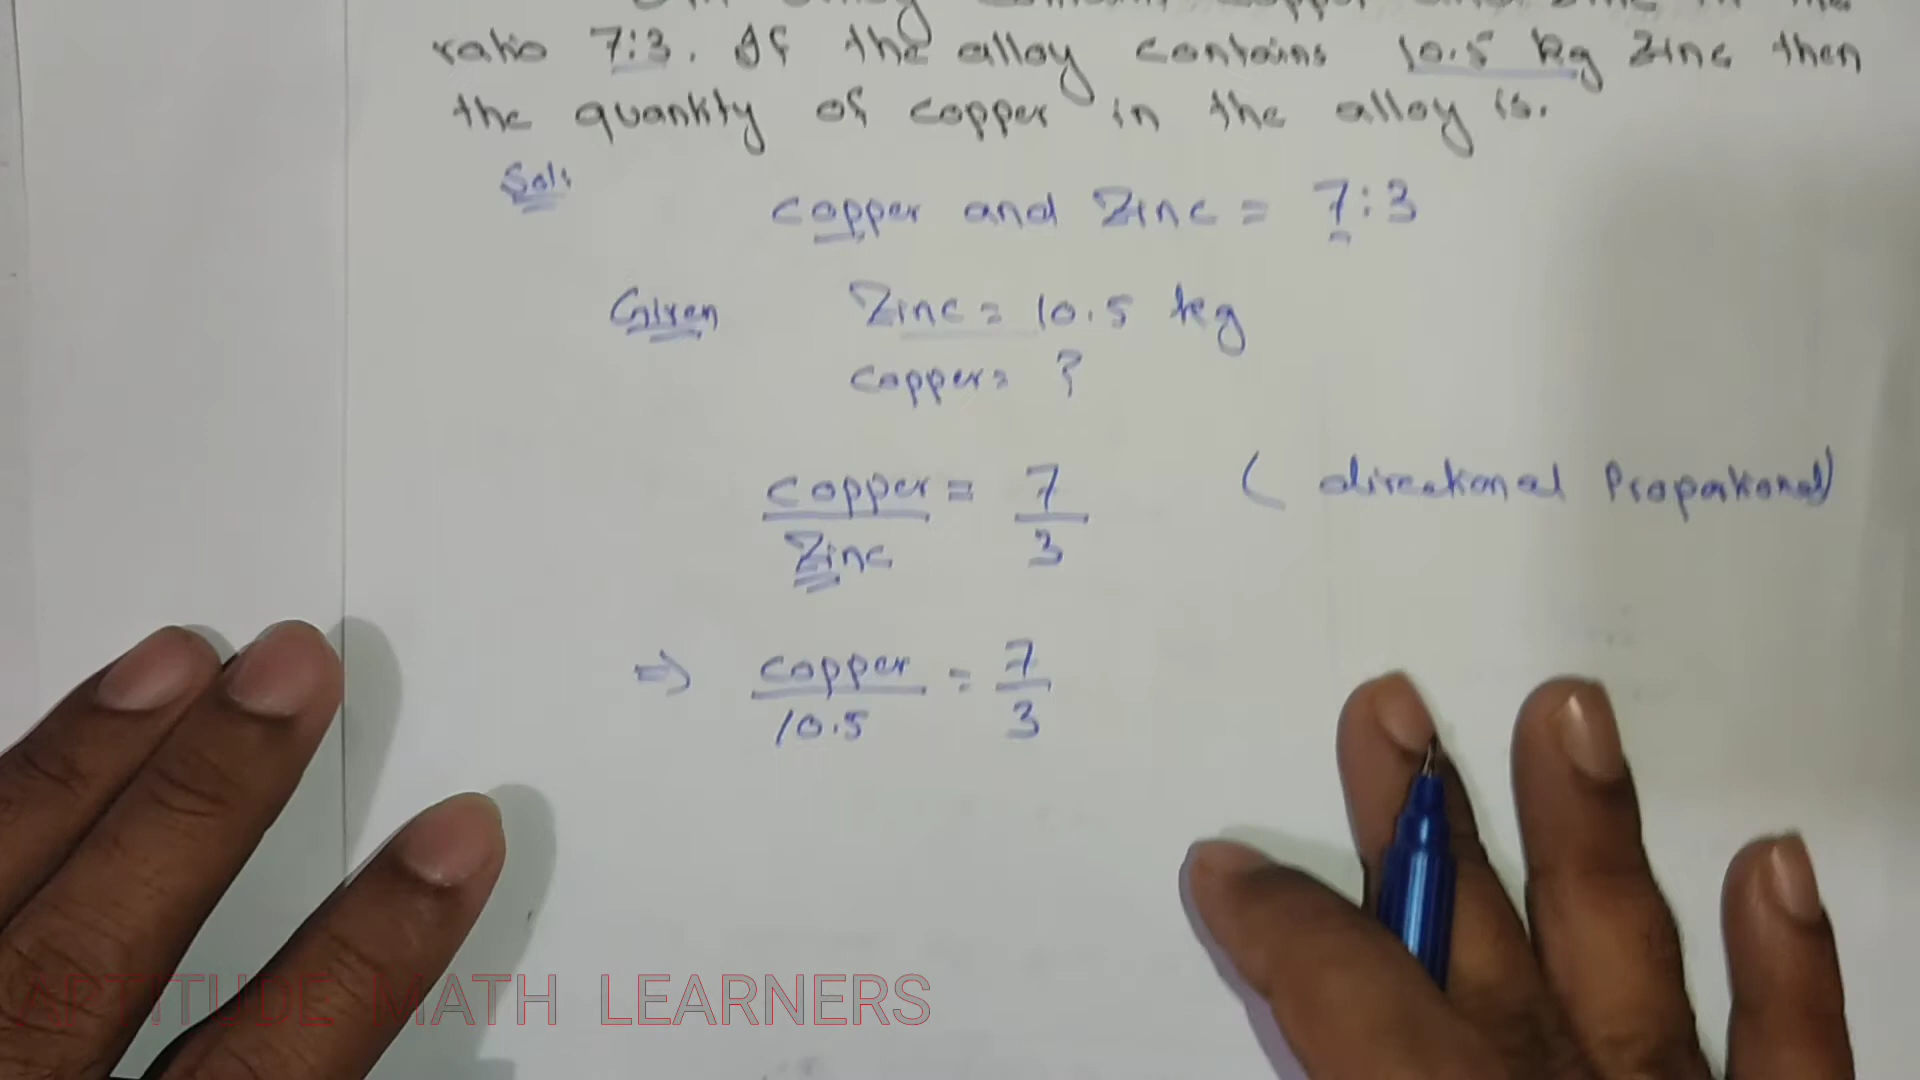 ratio 7:3. If the alloy contains 10.5 kg Zinc then
the quantity of copper in the alloy is.
Sol:
copper and Zinc = 7:3
Given Zinc = 10.5 kg
copper = ?
copper/Zinc = 7/3 (directional Proportional)
⇒ copper/10.5 = 7/3
APTITUDE MATH LEARNERS